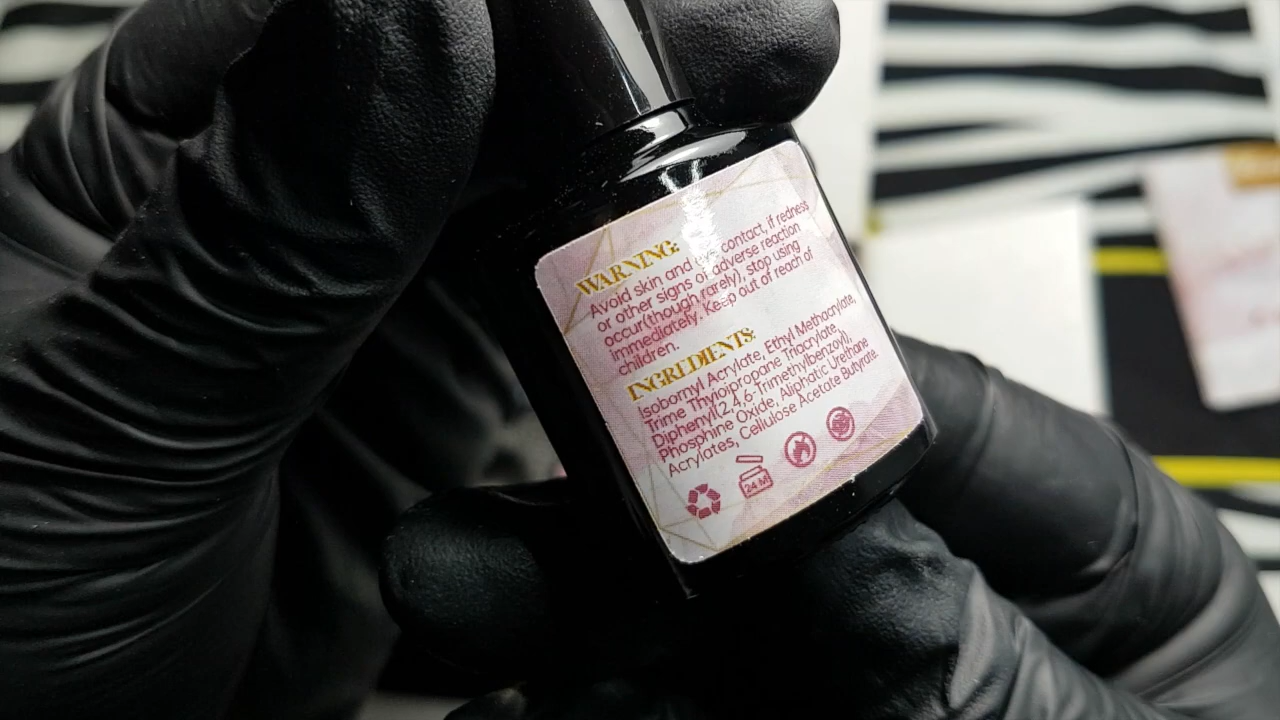 WARNING:
Avoid skin and eye contact, if redness
or other signs of adverse reaction
occur(though rarely), stop using
immediately. Keep out of reach of
children.
INGREDIENTS:
Isobornyl Acrylate, Ethyl Methacrylate,
Trime Thyloipropane Triacrylate,
Diphenyl(2,4,6-Trimethylbenzoyl),
Phosphine Oxide, Aliphatic Urethane
Acrylates, Cellulose Acetate Butyrate.
24 M